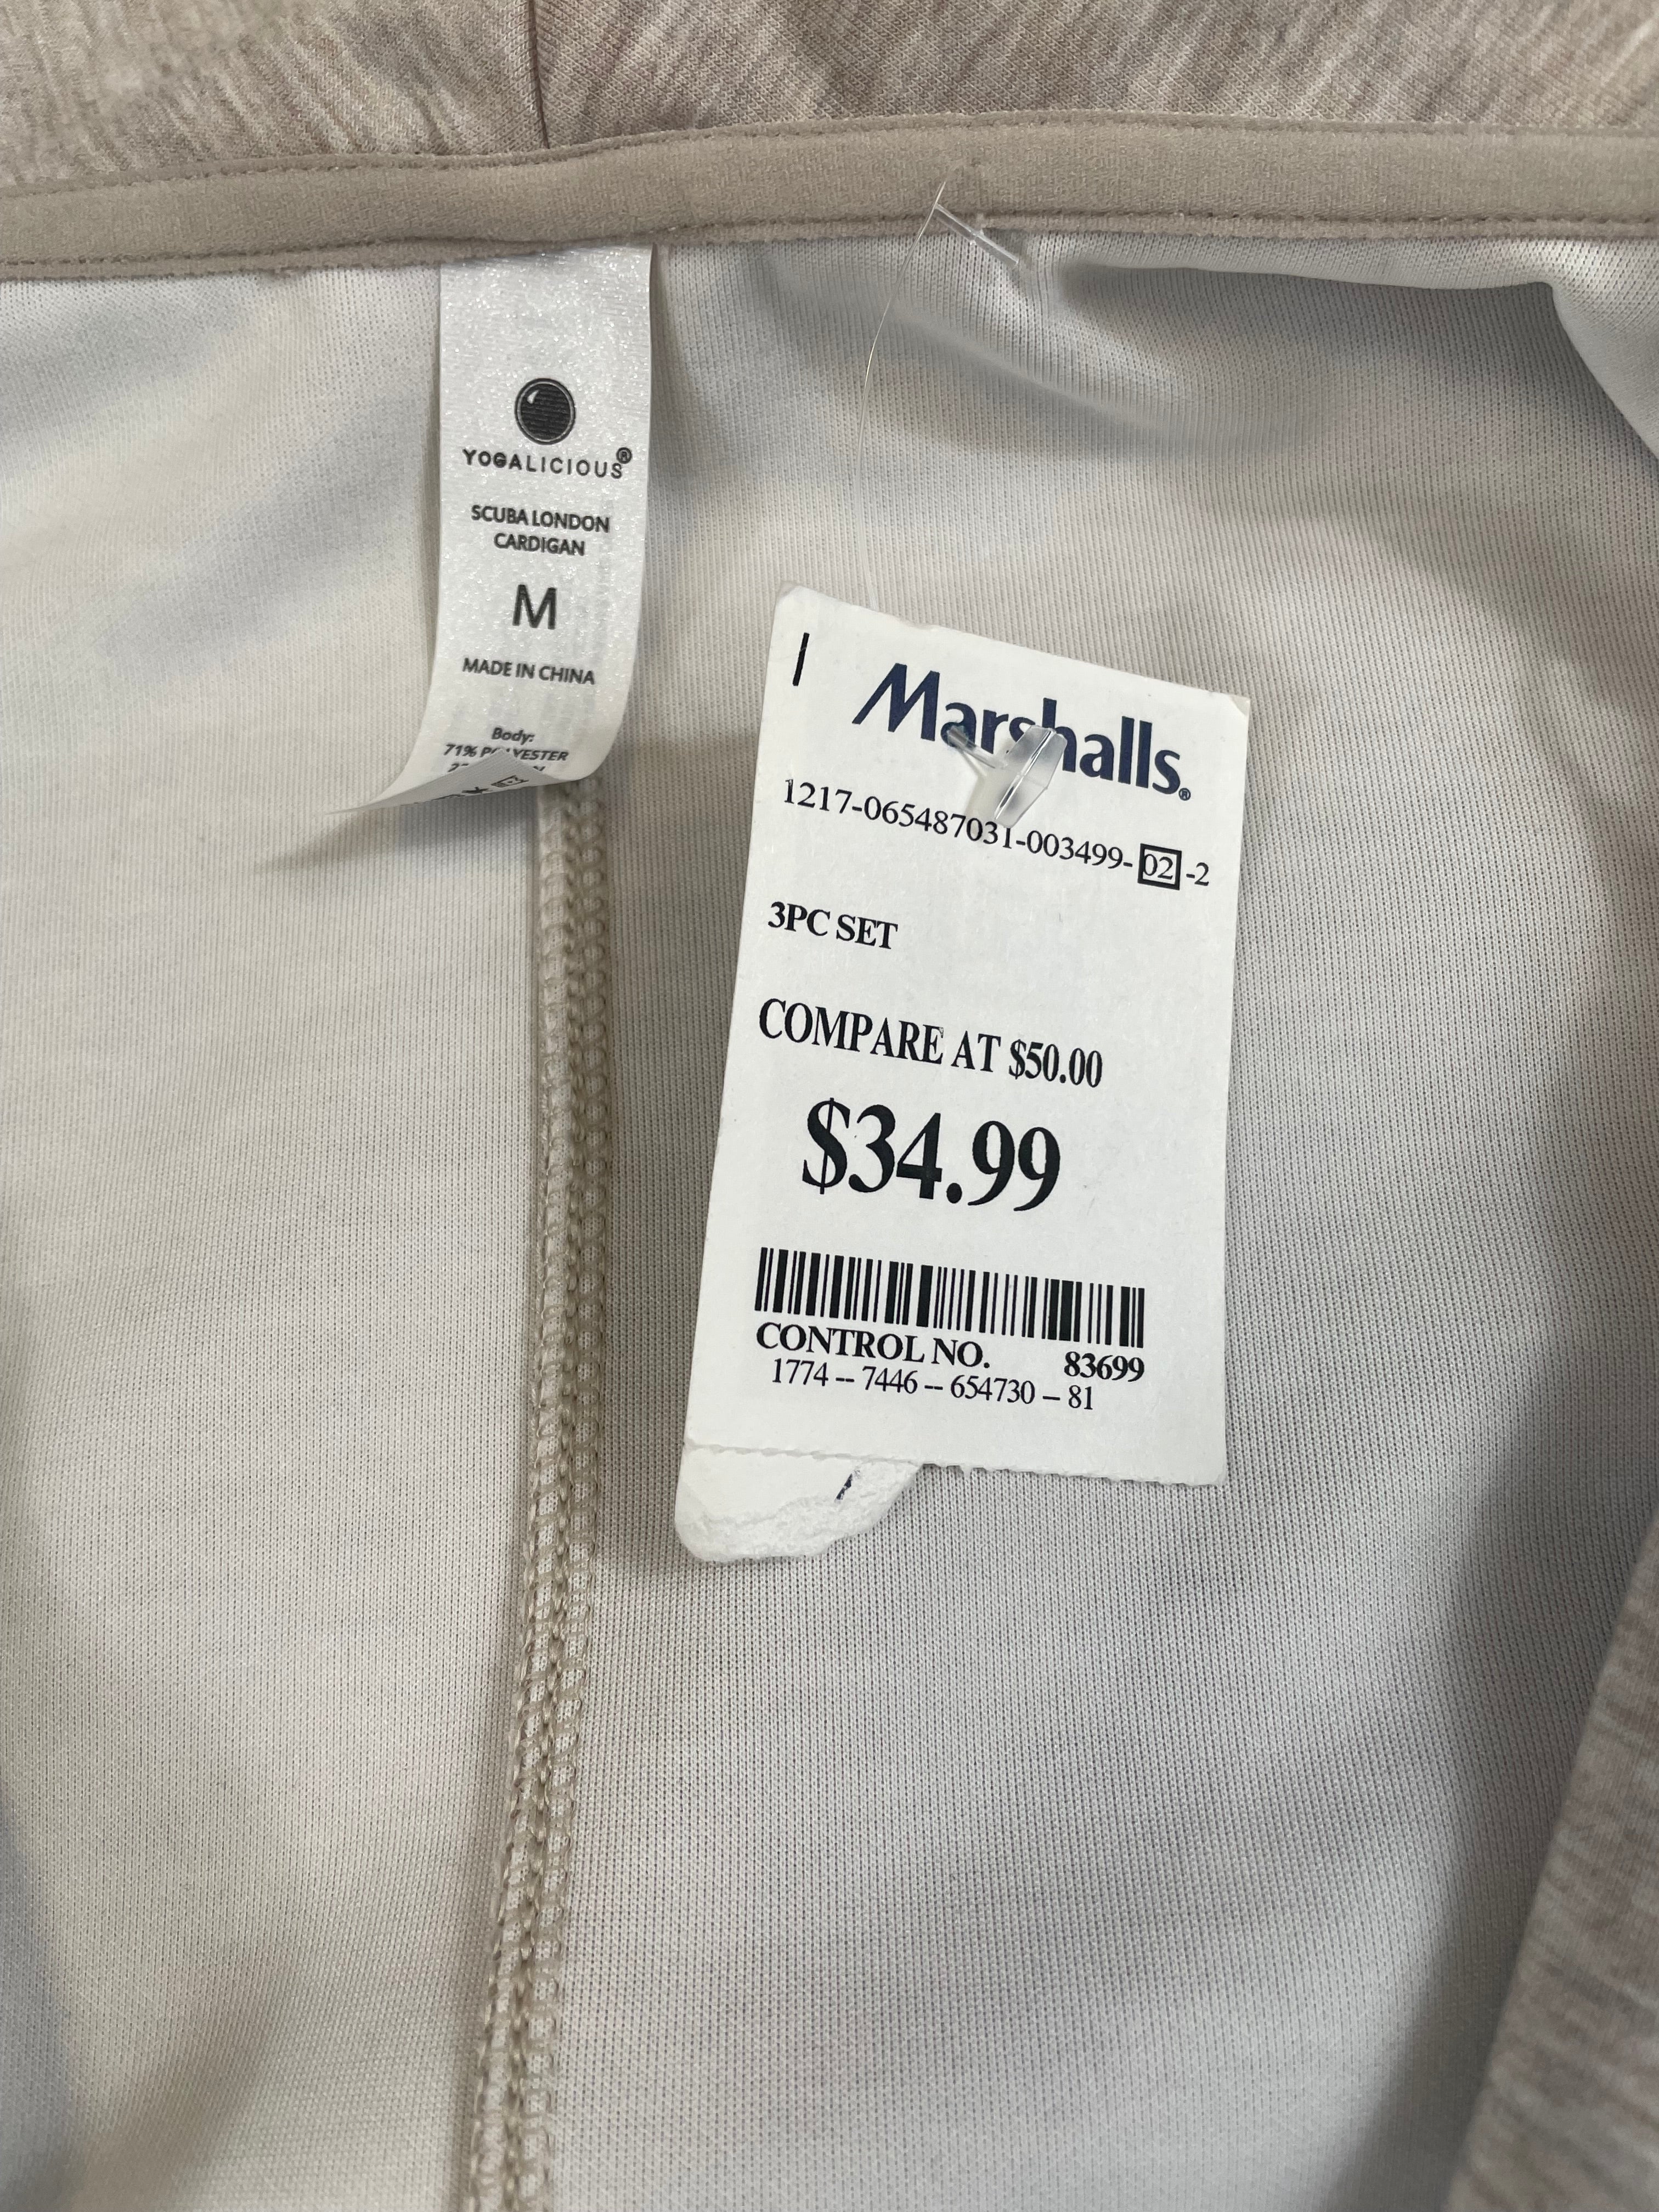 YOGALICIOUS®
SCUBA LONDON
CARDIGAN
M
MADE IN CHINA
Body:
71%
Marshalls®
1217-065487031-003499-02-2
3PC SET
COMPARE AT $50.00
$34.99
CONTROL NO. 83699
1774--7446--654730--81